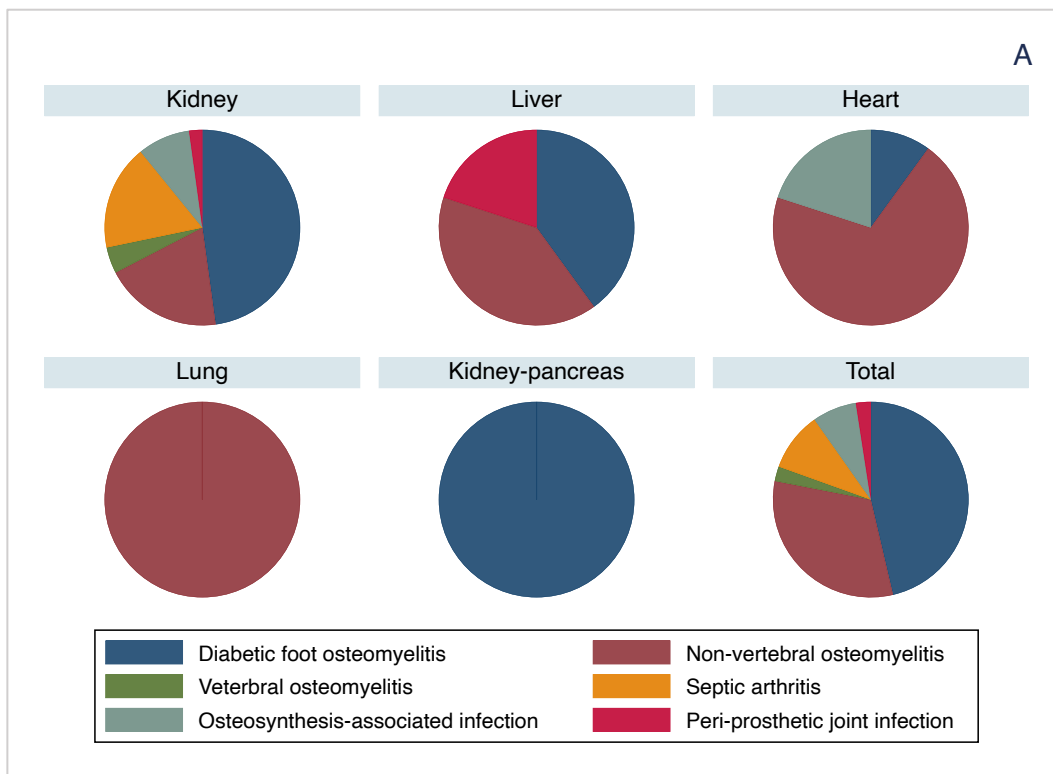 A
Kidney
Liver
Heart
Lung
Kidney-pancreas
Total
Diabetic foot osteomyelitis
Non-vertebral osteomyelitis
Veterbral osteomyelitis
Septic arthritis
Osteosynthesis-associated infection
Peri-prosthetic joint infection